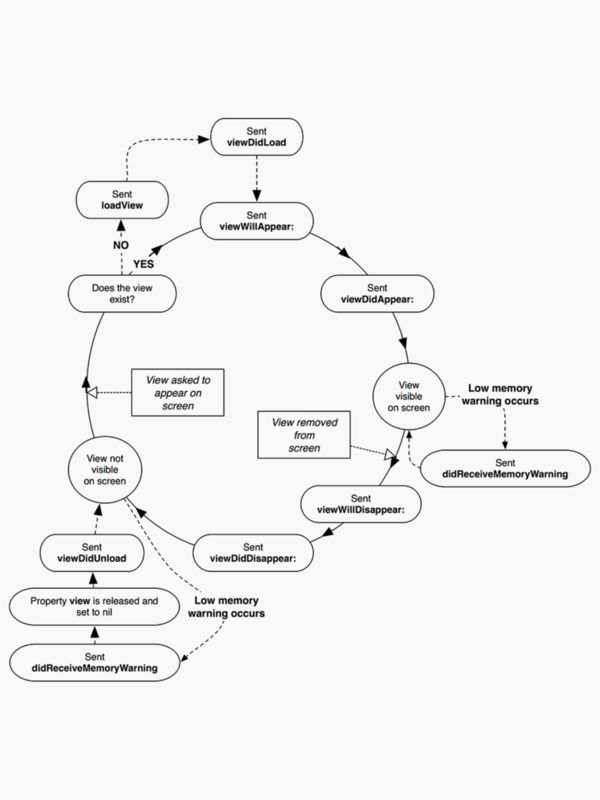 Sent
viewDidLoad
Sent
loadView
Sent
viewWillAppear:
NO
YES
Does the view
exist?
Sent
viewDidAppear:
View asked to
appear on
screen
View
visible
on screen
Low memory
warning occurs
View removed
from
screen
View not
visible
on screen
Sent
didReceiveMemoryWarning
Sent
viewWillDisappear:
Sent
viewDidDisappear:
Sent
viewDidUnload
Property view is released and
set to nil
Low memory
warning occurs
Sent
didReceiveMemoryWarning